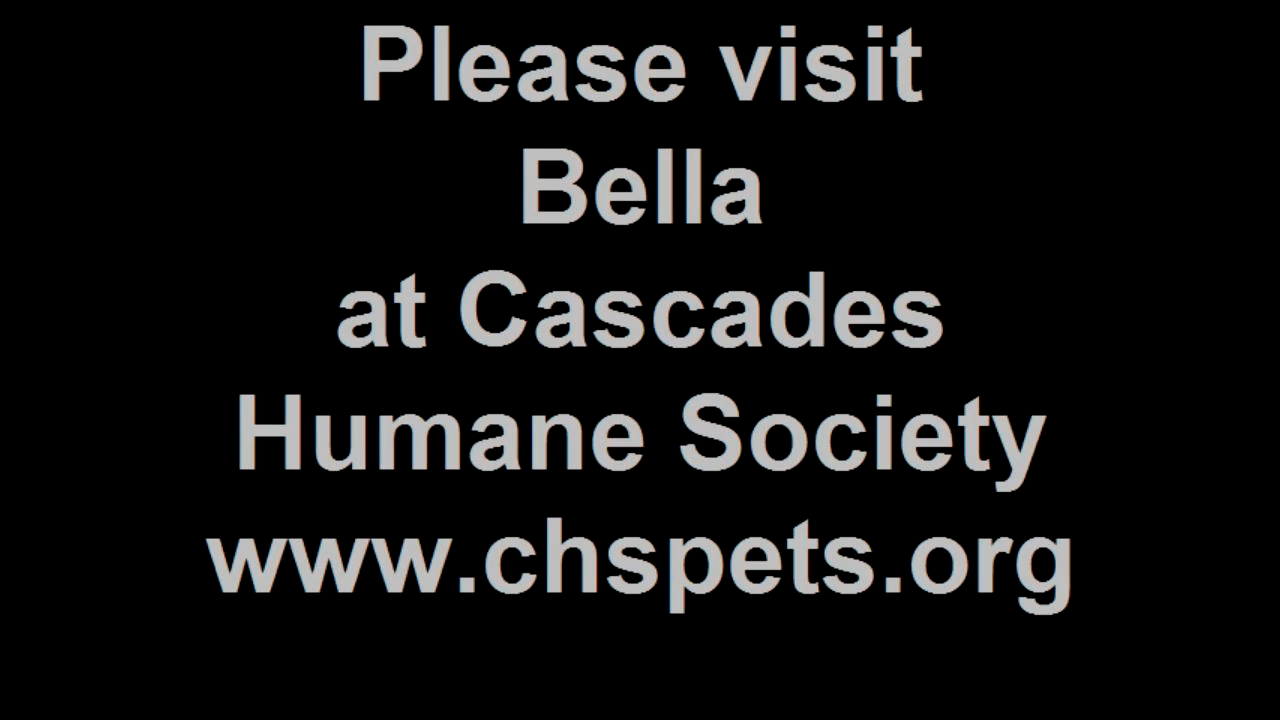 Please visit
Bella
at Cascades
Humane Society
www.chspets.org